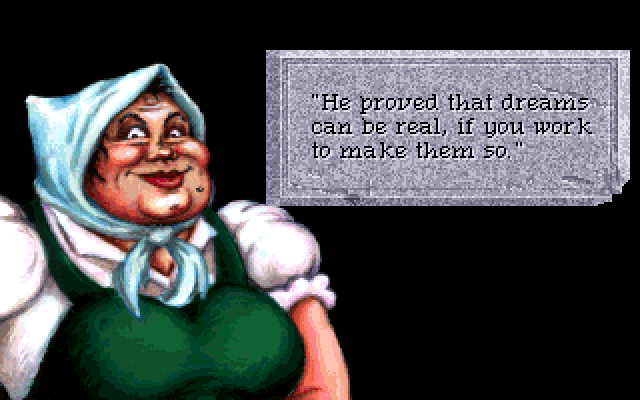 "He proved that dreams
can be real, if you work
to make them so."